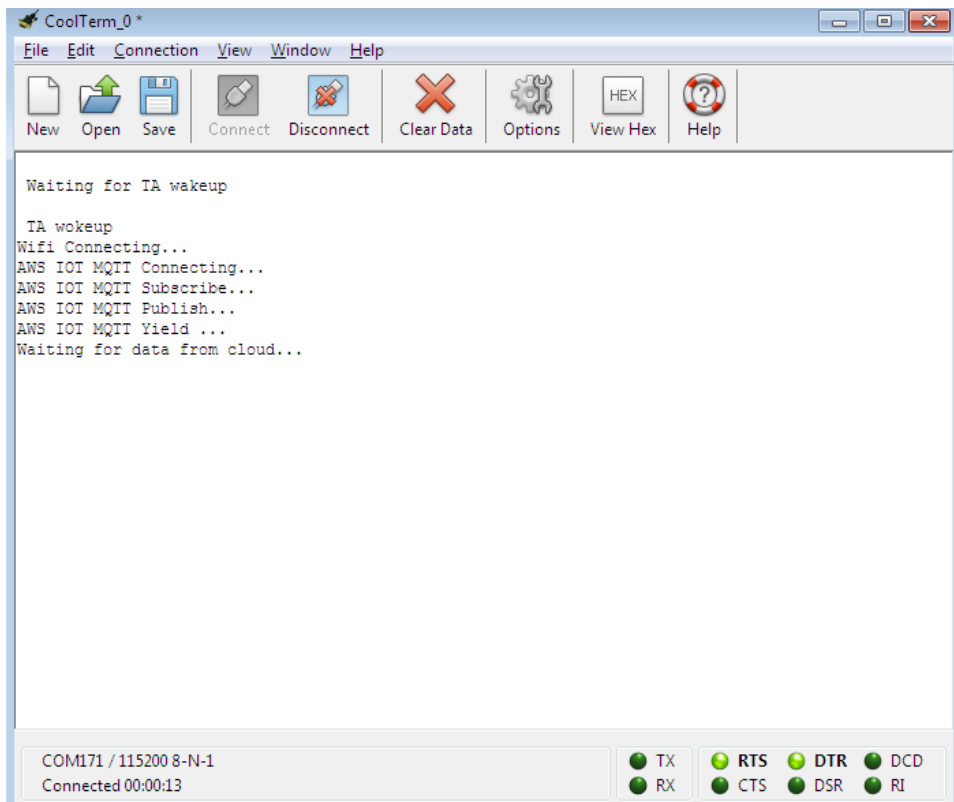 CoolTerm_0 *
File Edit Connection View Window Help
New Open Save Connect Disconnect Clear Data Options HEX View Hex Help
Waiting for TA wakeup
TA wokeup
Wifi Connecting...
AWS IOT MQTT Connecting...
AWS IOT MQTT Subscribe...
AWS IOT MQTT Publish...
AWS IOT MQTT Yield ...
Waiting for data from cloud...
COM171 / 115200 8-N-1
Connected 00:00:13
TX RTS DTR DCD
RX CTS DSR RI